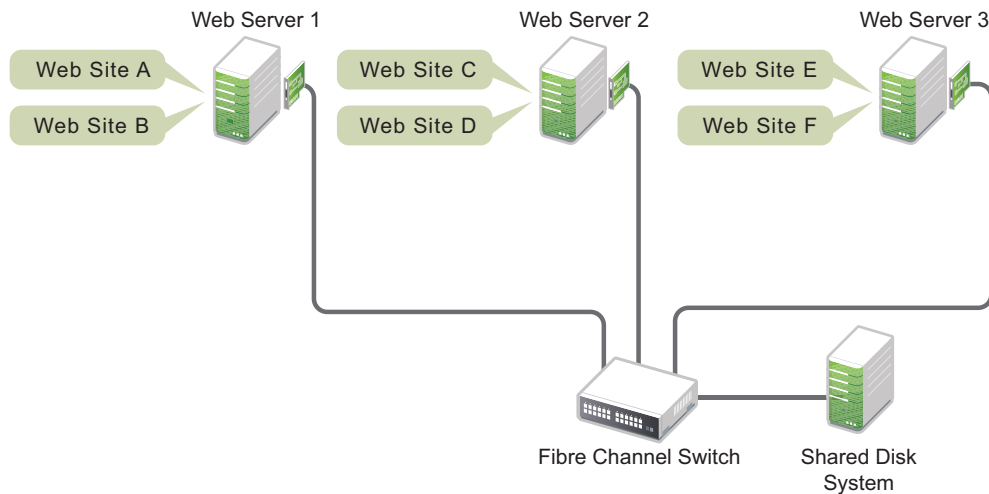 Web Server 1
Web Server 2
Web Server 3
Web Site A
Web Site C
Web Site E
Web Site B
Web Site D
Web Site F
Fibre Channel Switch
Shared Disk
System